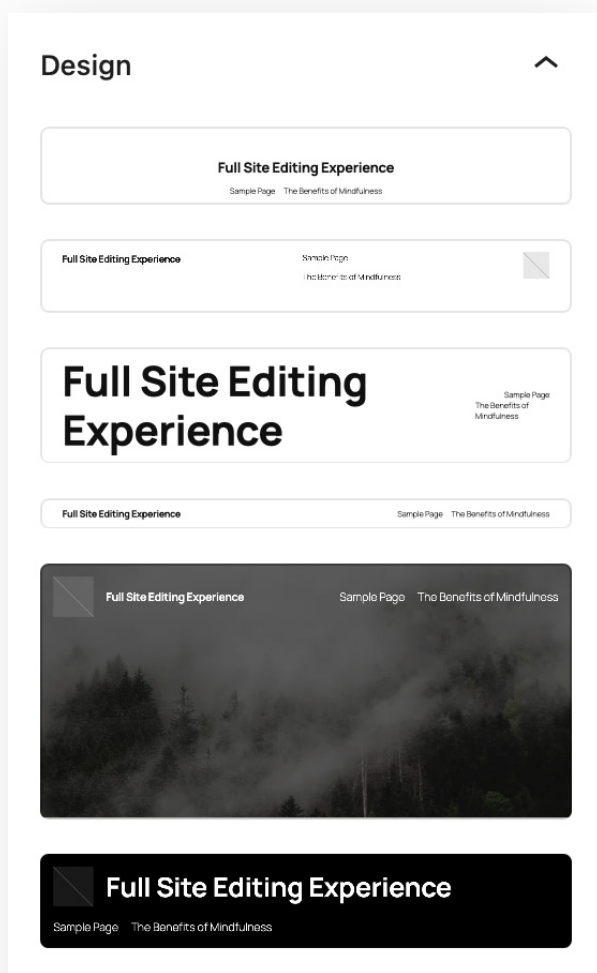 Design
Full Site Editing Experience
Sample Page The Benefits of Mindfulness
Full Site Editing Experience
Sample Page
The Benefits of Mindfulness
Full Site Editing
Experience
Sample Page
The Benefits of
Mindfulness
Full Site Editing Experience
Sample Page The Benefits of Mindfulness
Full Site Editing Experience
Sample Page The Benefits of Mindfulness
Full Site Editing Experience
Sample Page The Benefits of Mindfulness